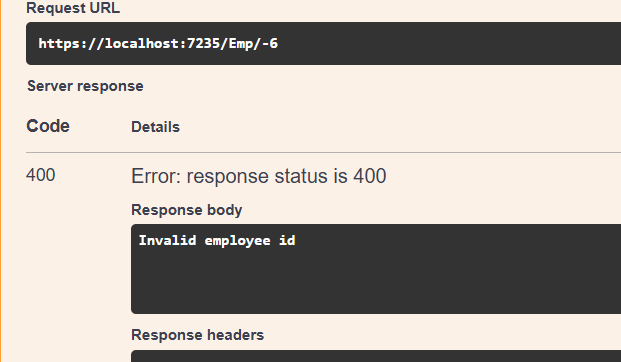 Request URL
https://localhost:7235/Emp/-6
Server response
Code Details
400 Error: response status is 400
Response body
Invalid employee id
Response headers